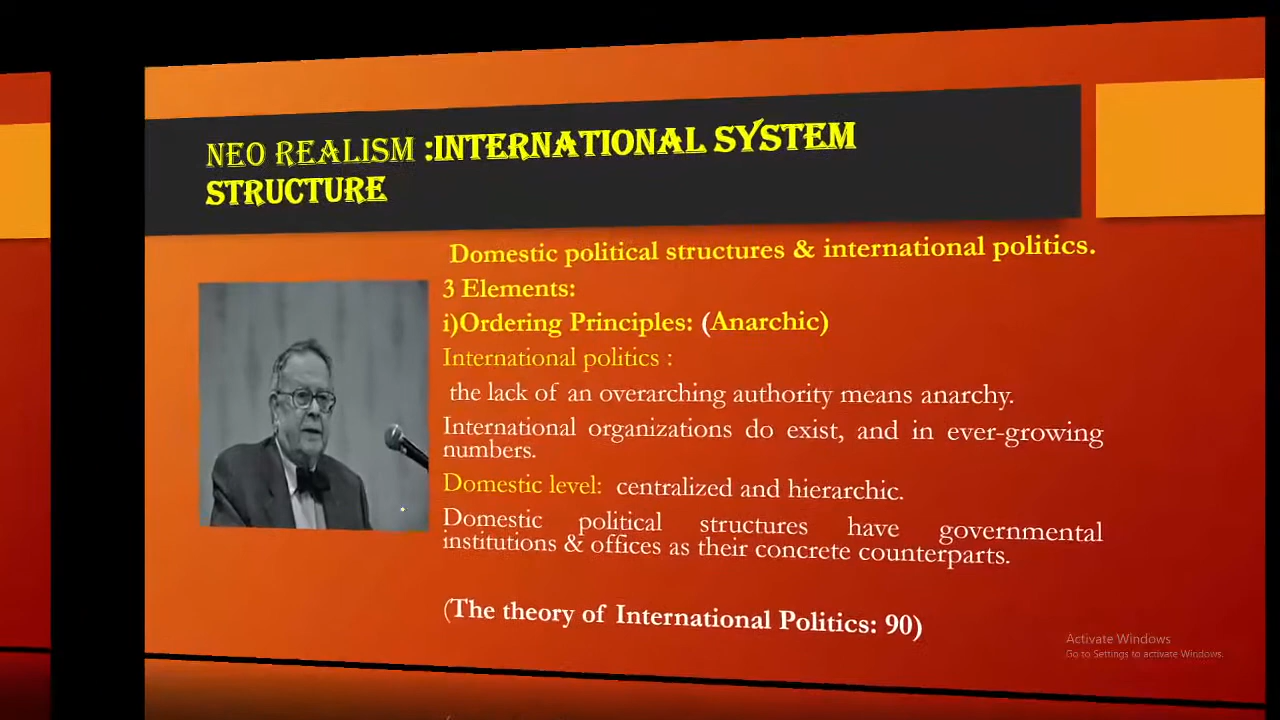 NEO REALISM :INTERNATIONAL SYSTEM
STRUCTURE
Domestic political structures & international politics.
3 Elements:
i)Ordering Principles: (Anarchic)
International politics :
the lack of an overarching authority means anarchy.
International organizations do exist, and in ever-growing
numbers.
Domestic level: centralized and hierarchic.
Domestic political structures have governmental
institutions & offices as their concrete counterparts.
(The theory of International Politics: 90)
Activate Windows
Go to Settings to activate Windows.